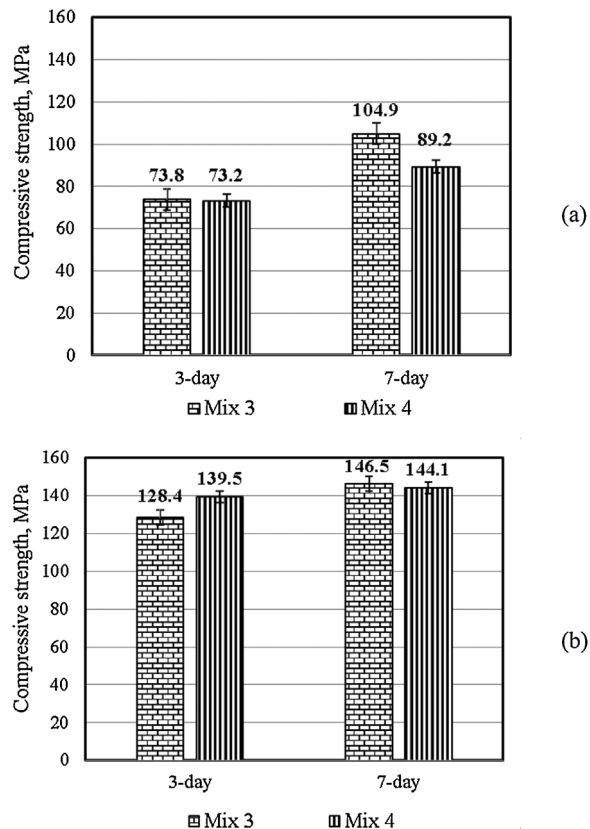 160
140
120
100
80
60
40
20
0
Compressive strength, MPa
73.8
73.2
104.9
89.2
3-day
7-day
Mix 3
Mix 4
(a)
160
140
120
100
80
60
40
20
0
Compressive strength, MPa
128.4
139.5
146.5
144.1
3-day
7-day
Mix 3
Mix 4
(b)